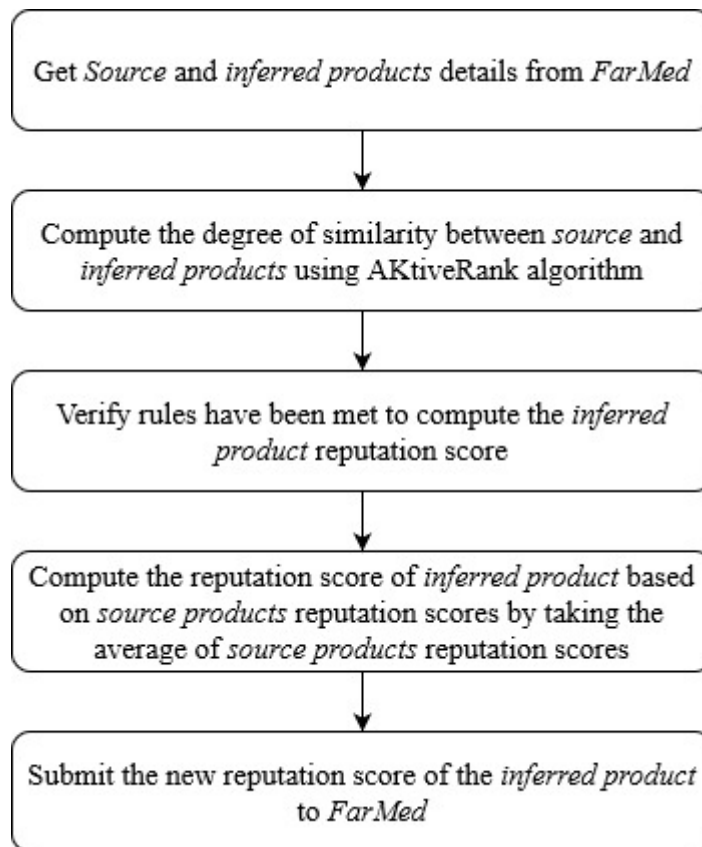 Get Source and inferred products details from FarMed
Compute the degree of similarity between source and
inferred products using AKtiveRank algorithm
Verify rules have been met to compute the inferred
product reputation score
Compute the reputation score of inferred product based
on source products reputation scores by taking the
average of source products reputation scores
Submit the new reputation score of the inferred product
to FarMed